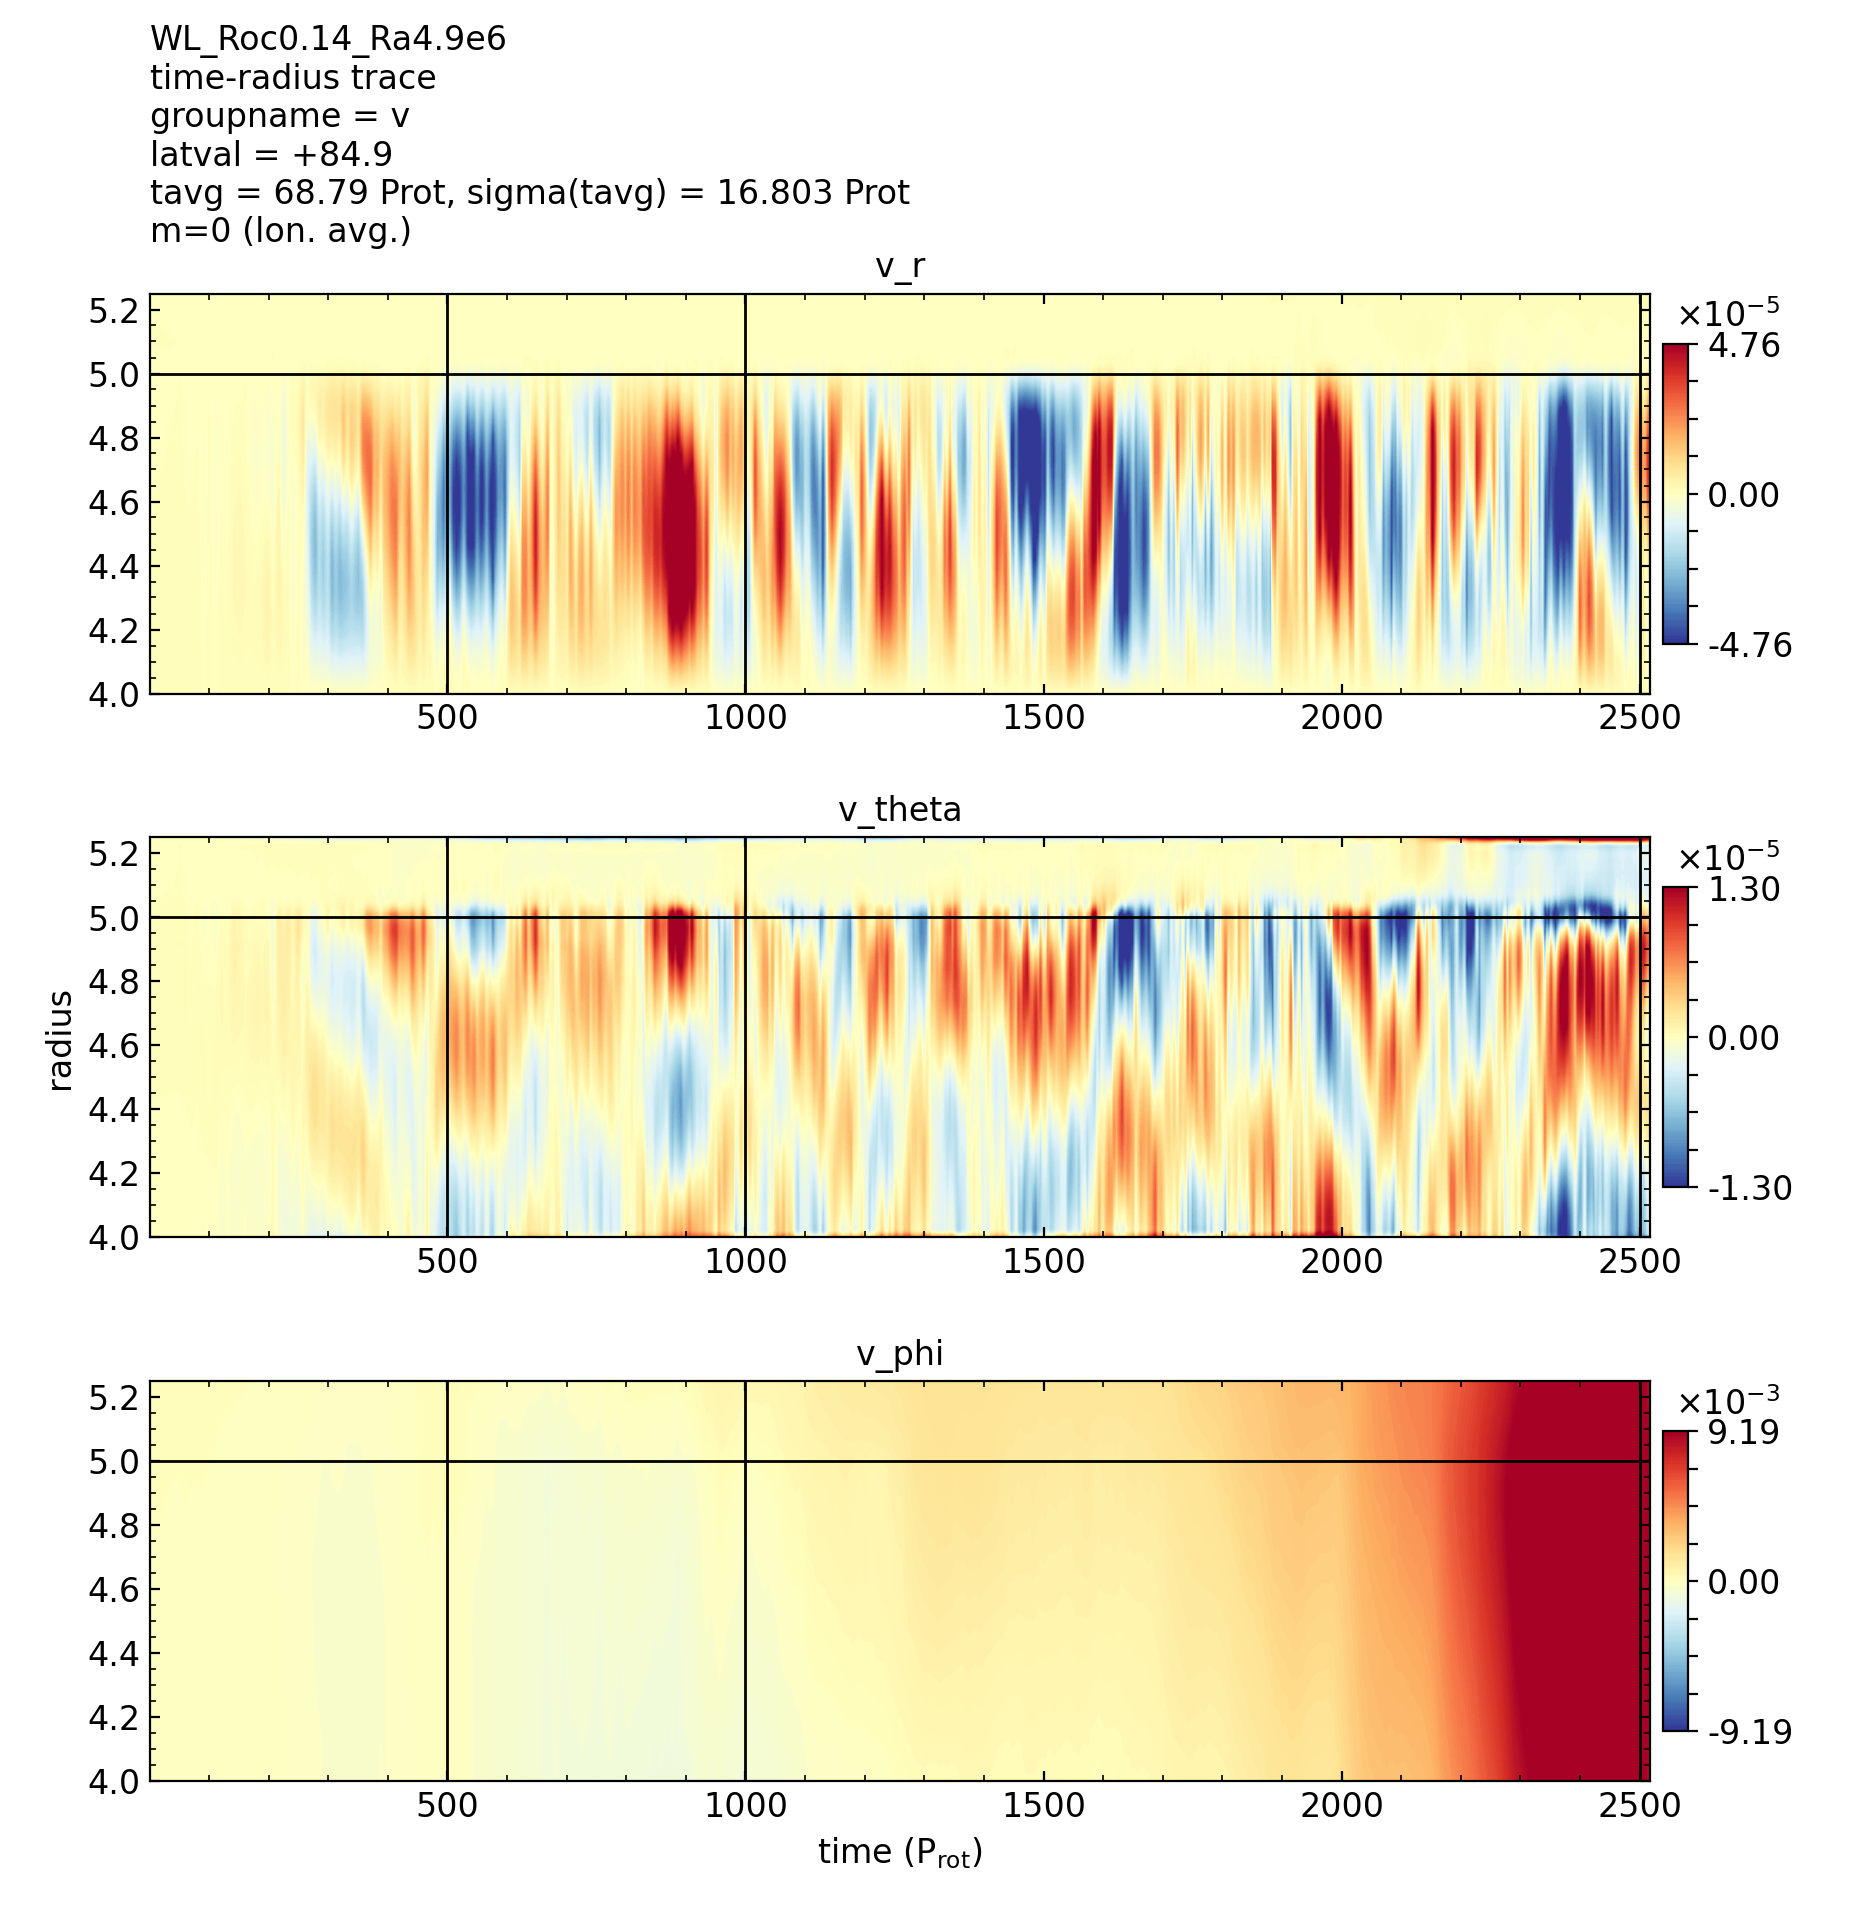 WL_Roc0.14_Ra4.9e6
time-radius trace
groupname = v
latval = +84.9
tavg = 68.79 Prot, sigma(tavg) = 16.803 Prot
m=0 (lon. avg.)
v_r
5.2
5.0
4.8
4.6
4.4
4.2
4.0
500 1000 1500 2000 2500
×10⁻⁵
4.76
0.00
-4.76
v_theta
radius
5.2
5.0
4.8
4.6
4.4
4.2
4.0
500 1000 1500 2000 2500
×10⁻⁵
1.30
0.00
-1.30
v_phi
5.2
5.0
4.8
4.6
4.4
4.2
4.0
500 1000 1500 2000 2500
×10⁻³
9.19
0.00
-9.19
time (P_rot)